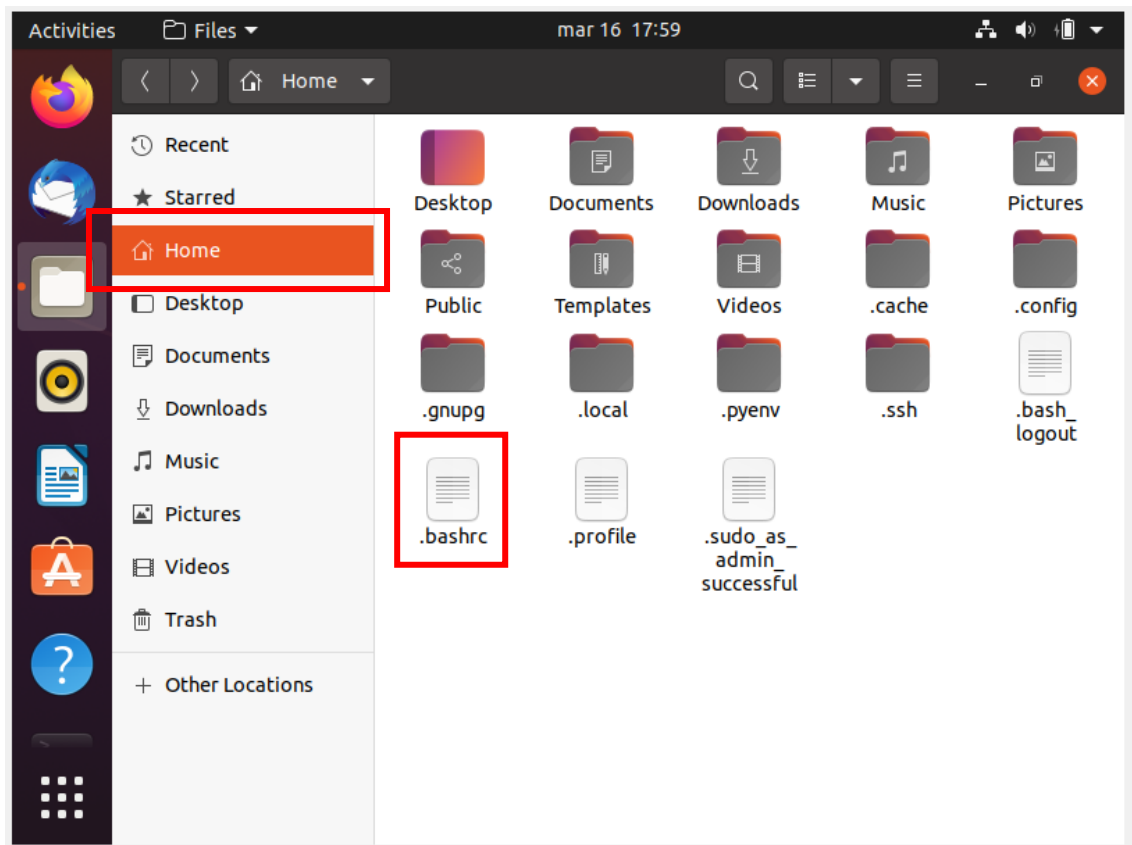 Activities
Files
mar 16 17:59
Home
Recent
Starred
Home
Desktop
Documents
Downloads
Music
Pictures
Videos
Trash
Other Locations
Desktop
Documents
Downloads
Music
Pictures
Public
Templates
Videos
.cache
.config
.gnupg
.local
.pyenv
.ssh
.bash_
logout
.bashrc
.profile
.sudo_as_
admin_
successful